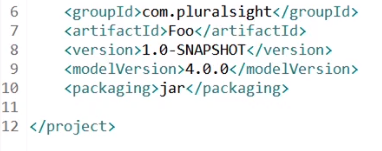 6 <groupId>com.pluralsight</groupId>
7 <artifactId>Foo</artifactId>
8 <version>1.0-SNAPSHOT</version>
9 <modelVersion>4.0.0</modelVersion>
10 <packaging>jar</packaging>
11
12 </project>